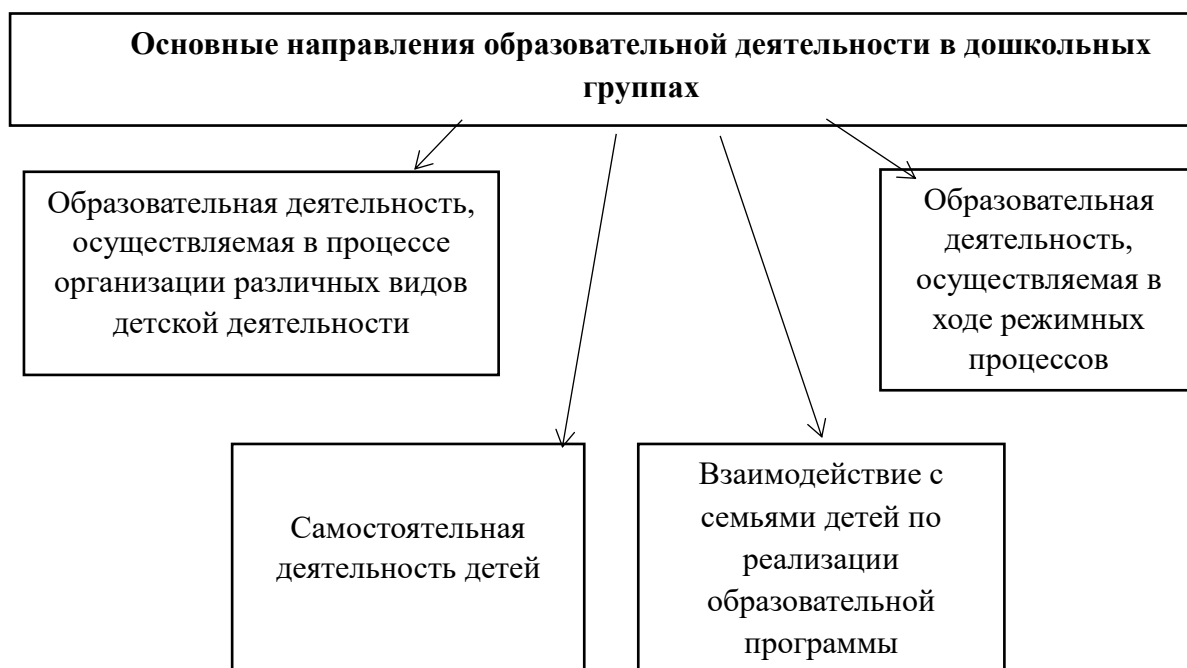 Основные направления образовательной деятельности в дошкольных
группах
Образовательная деятельность,
осуществляемая в процессе
организации различных видов
детской деятельности
Образовательная
деятельность,
осуществляемая в
ходе режимных
процессов
Самостоятельная
деятельность детей
Взаимодействие с
семьями детей по
реализации
образовательной
программы